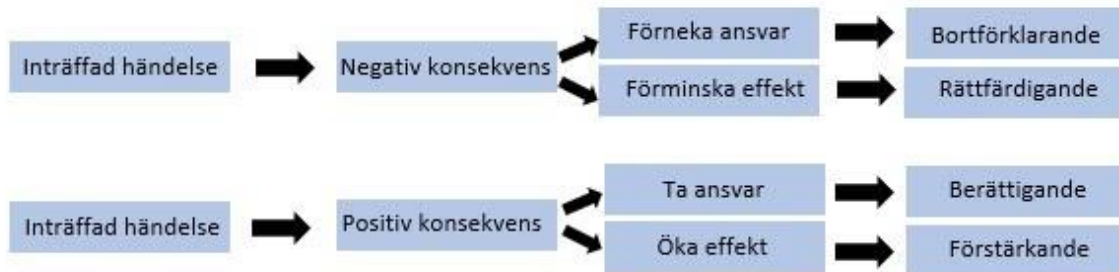 Inträffad händelse
Negativ konsekvens
Förneka ansvar
Bortförklarande
Förminska effekt
Rättfärdigande
Inträffad händelse
Positiv konsekvens
Ta ansvar
Berättigande
Öka effekt
Förstärkande